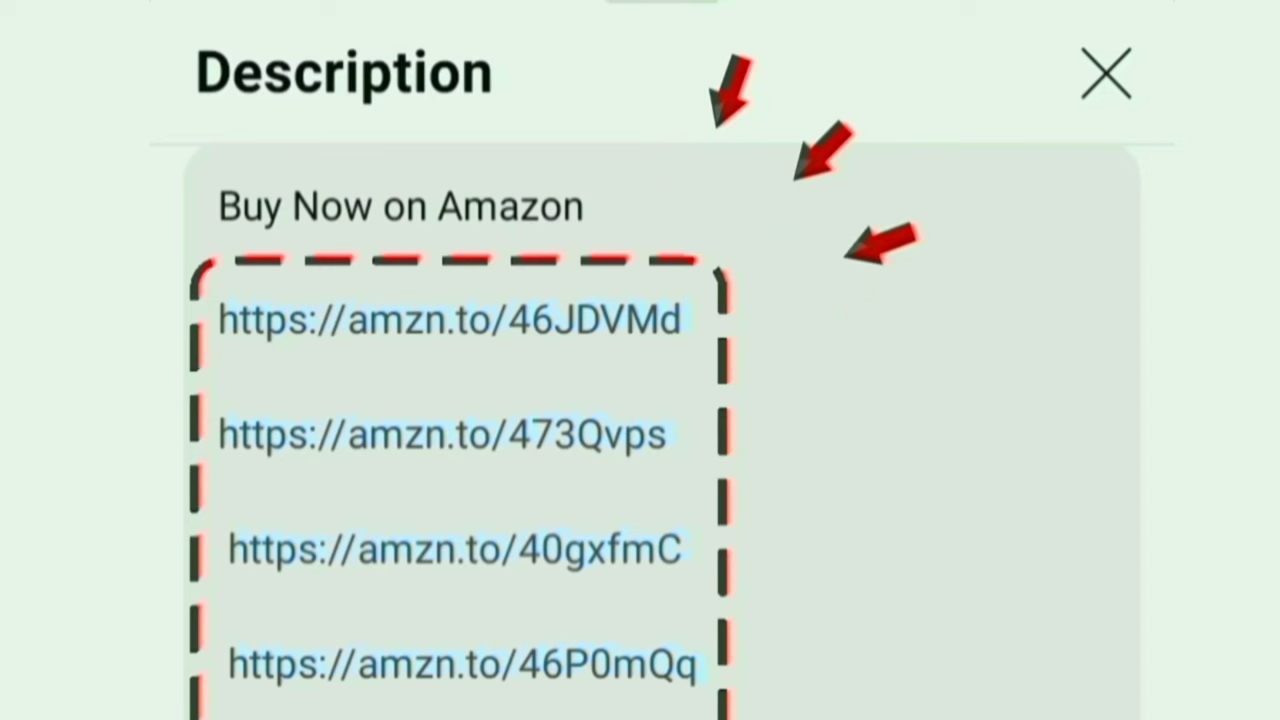 Description
Buy Now on Amazon
https://amzn.to/46JDVMd
https://amzn.to/473Qvps
https://amzn.to/40gxfmC
https://amzn.to/46P0mQq